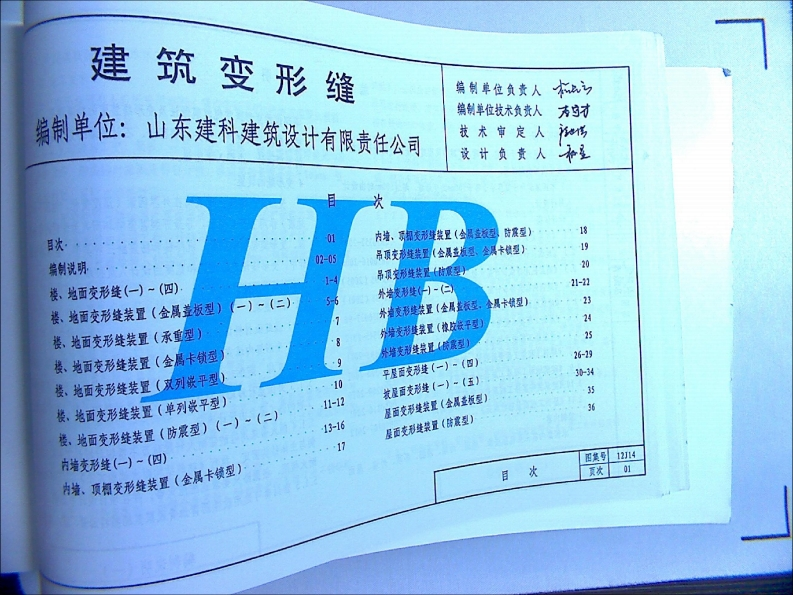 建筑变形缝
编制单位：山东建科建筑设计有限责任公司
编制单位负责人
编制单位技术负责人
技术审定人
设计负责人
HB
目 次
目次 01
编制说明 02-05
楼、地面变形缝(一)~(四) 1-4
楼、地面变形缝装置（金属盖板型）(一)~(二) 5-6
楼、地面变形缝装置（承重型） 7
楼、地面变形缝装置（金属卡锁型） 8
楼、地面变形缝装置（双列嵌平型） 9
楼、地面变形缝装置（单列嵌平型） 10
楼、地面变形缝装置（防震型）(一)~(二) 11-12
内墙变形缝(一)~(四) 13-16
内墙、顶棚变形缝装置（金属卡锁型） 17
内墙、顶棚变形缝装置（金属盖板型、防震型） 18
吊顶变形缝装置（金属盖板型、金属卡锁型） 19
吊顶变形缝装置（防震型） 20
外墙变形缝(一)~(二) 21-22
外墙变形缝装置（金属盖板型、金属卡锁型） 23
外墙变形缝装置（橡胶嵌平型） 24
外墙变形缝装置（防震型） 25
平屋面变形缝(一)~(四) 26-29
坡屋面变形缝(一)~(五) 30-34
屋面变形缝装置（金属盖板型） 35
屋面变形缝装置（防震型） 36
目 次
图集号 12J14
页次 01